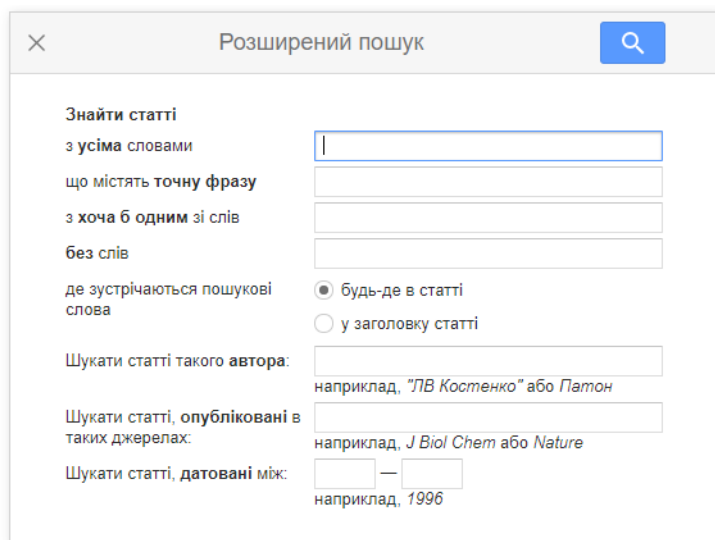 Розширений пошук
Знайти статті
з усіма словами
що містять точну фразу
з хоча б одним зі слів
без слів
де зустрічаються пошукові
слова
будь-де в статті
у заголовку статті
Шукати статті такого автора:
наприклад, "ЛВ Костенко" або Патон
Шукати статті, опубліковані в
таких джерелах:
наприклад, J Biol Chem або Nature
Шукати статті, датовані між:
—
наприклад, 1996